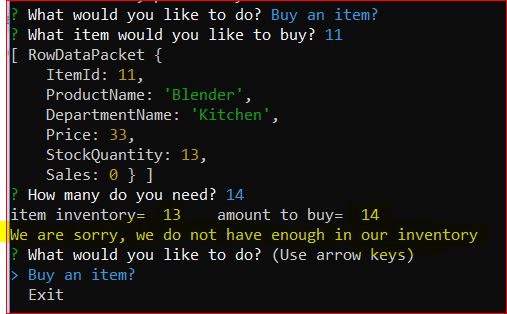 ? What would you like to do? Buy an item?
? What item would you like to buy? 11
[ RowDataPacket {
ItemId: 11,
ProductName: 'Blender',
DepartmentName: 'Kitchen',
Price: 33,
StockQuantity: 13,
Sales: 0 } ]
? How many do you need? 14
item inventory=  13    amount to buy=  14
We are sorry, we do not have enough in our inventory
? What would you like to do? (Use arrow keys)
> Buy an item?
Exit